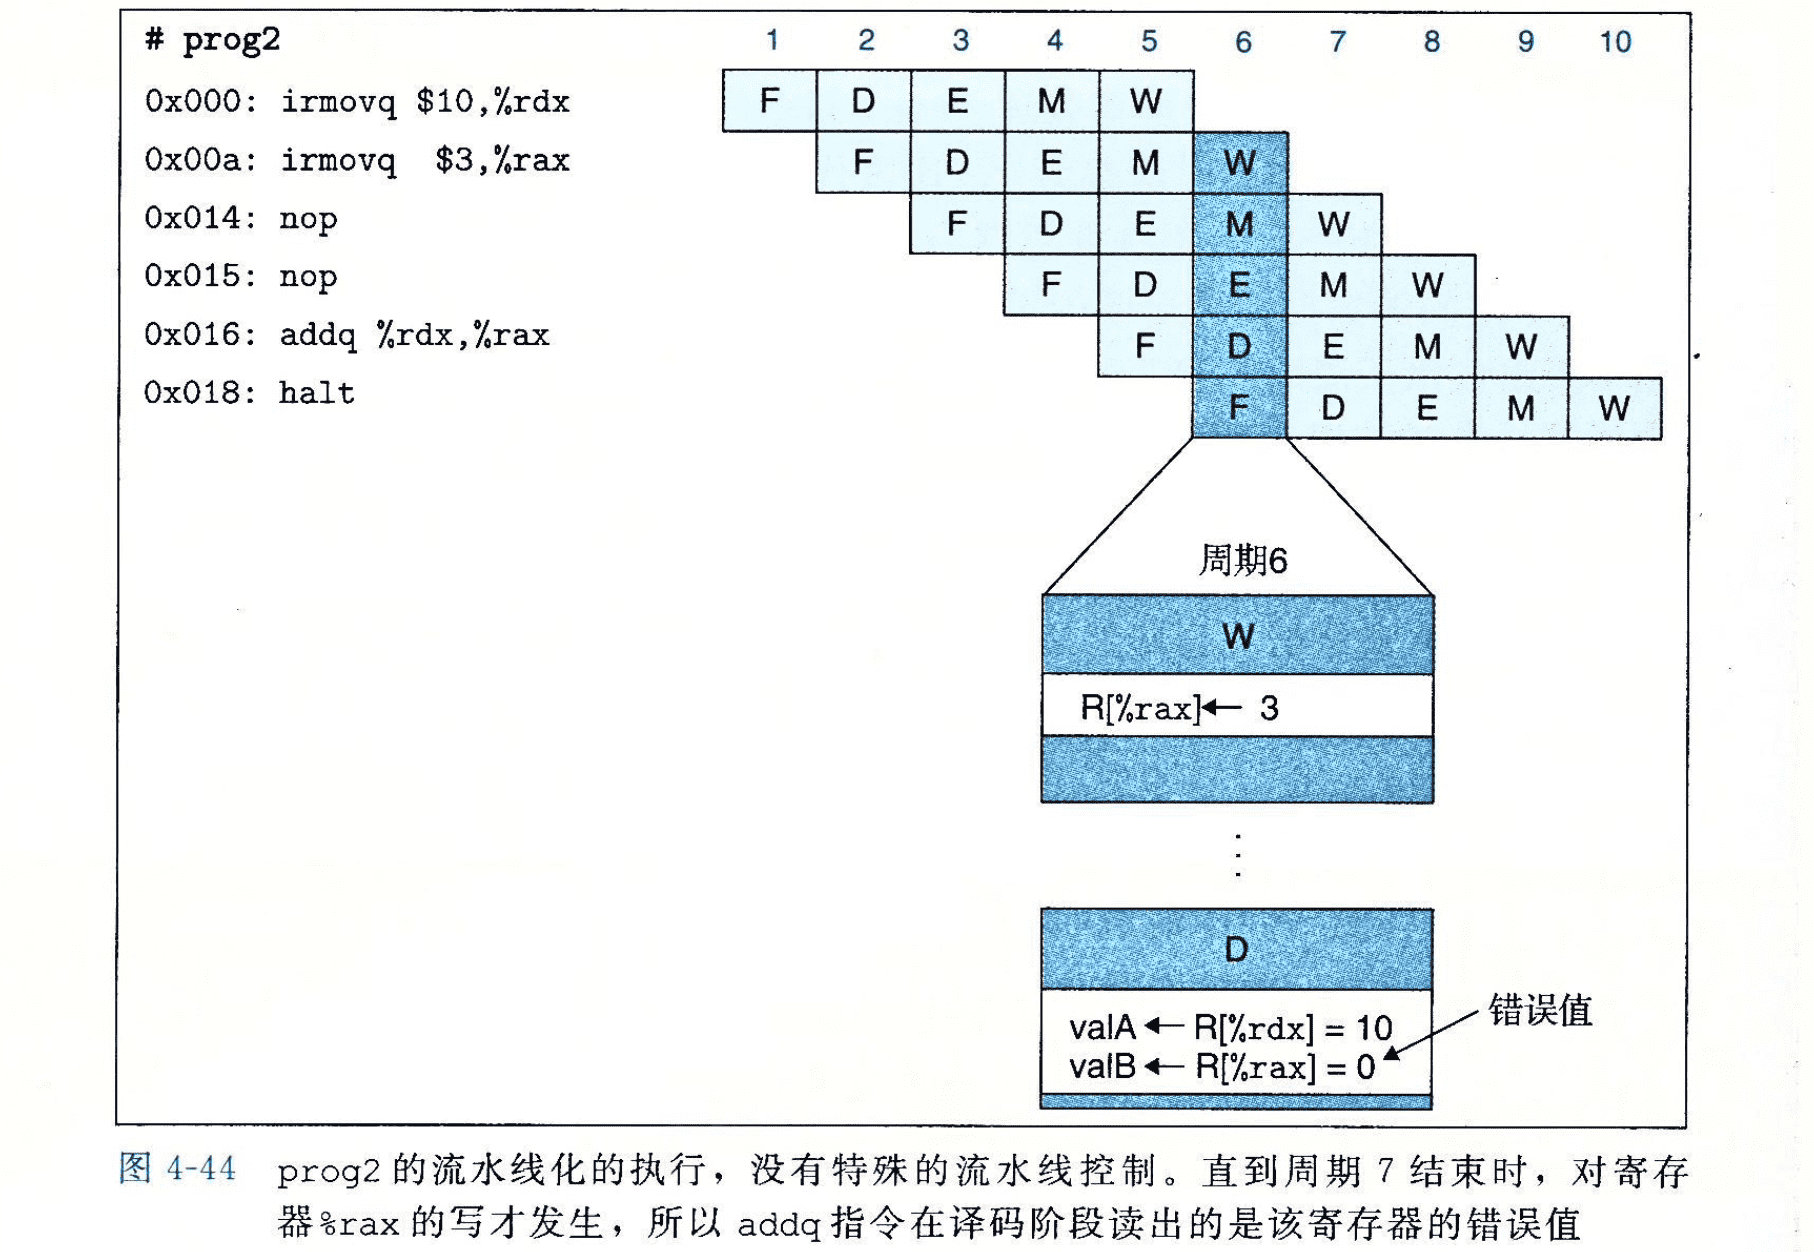 # prog2 1 2 3 4 5 6 7 8 9 10
0x000: irmovq $10,%rdx F D E M W
0x00a: irmovq $3,%rax F D E M W
0x014: nop F D E M W
0x015: nop F D E M W
0x016: addq %rdx,%rax F D E M W
0x018: halt F D E M W
周期6
W
R[%rax]← 3
D
错误值
valA ← R[%rdx] = 10
valB ← R[%rax] = 0
图 4-44 prog2 的流水线化的执行，没有特殊的流水线控制。直到周期 7 结束时，对寄存
器%rax 的写才发生，所以 addq 指令在译码阶段读出的是该寄存器的错误值